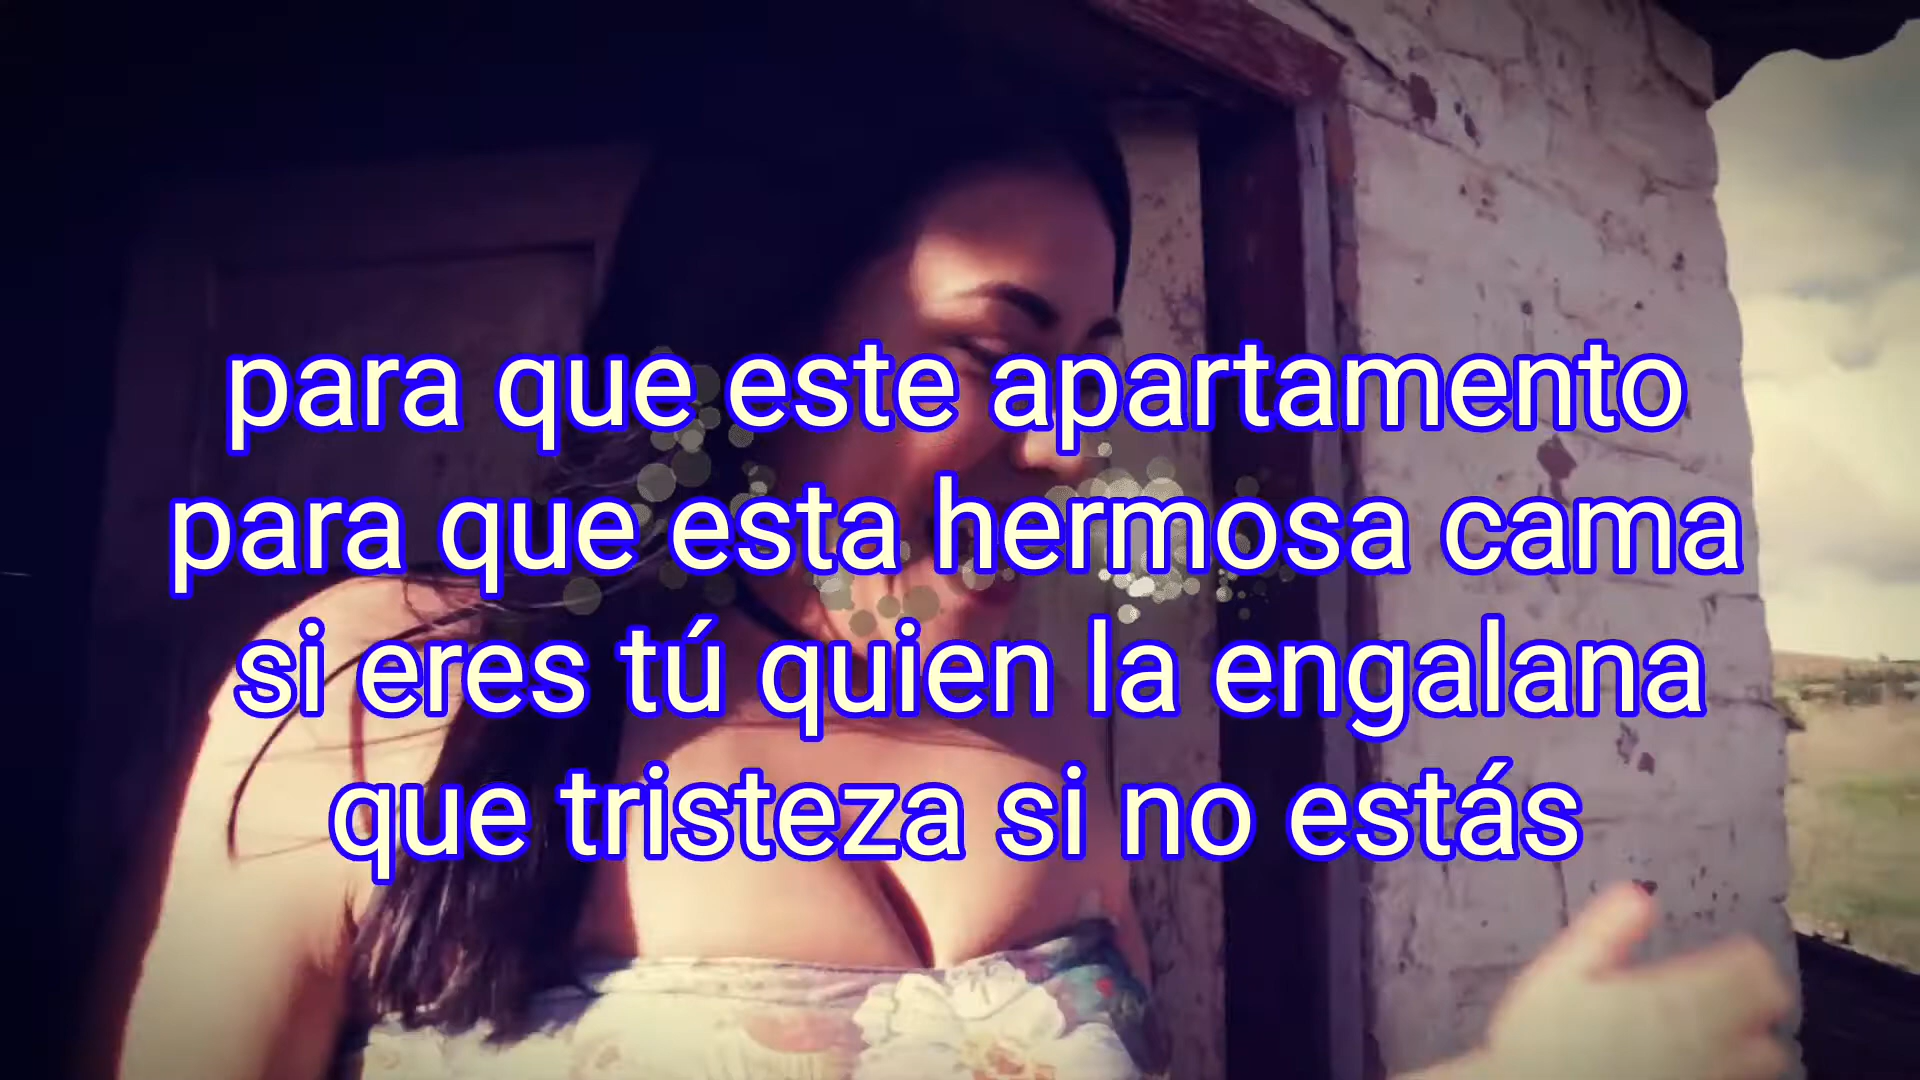 para que este apartamento
para que esta hermosa cama
si eres tú quien la engalana
que tristeza si no estás